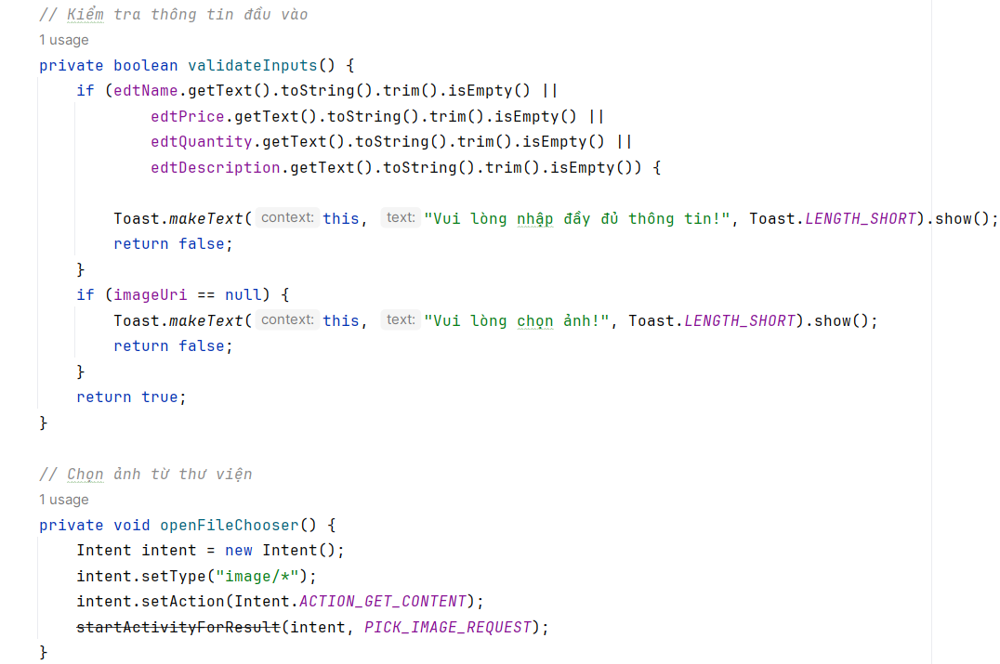 // Kiểm tra thông tin đầu vào
1 usage
private boolean validateInputs() {
if (edtName.getText().toString().trim().isEmpty() ||
edtPrice.getText().toString().trim().isEmpty() ||
edtQuantity.getText().toString().trim().isEmpty() ||
edtDescription.getText().toString().trim().isEmpty()) {
Toast.makeText( context: this, text: "Vui lòng nhập đầy đủ thông tin!", Toast.LENGTH_SHORT).show();
return false;
}
if (imageUri == null) {
Toast.makeText( context: this, text: "Vui lòng chọn ảnh!", Toast.LENGTH_SHORT).show();
return false;
}
return true;
}
// Chọn ảnh từ thư viện
1 usage
private void openFileChooser() {
Intent intent = new Intent();
intent.setType("image/*");
intent.setAction(Intent.ACTION_GET_CONTENT);
startActivityForResult(intent, PICK_IMAGE_REQUEST);
}